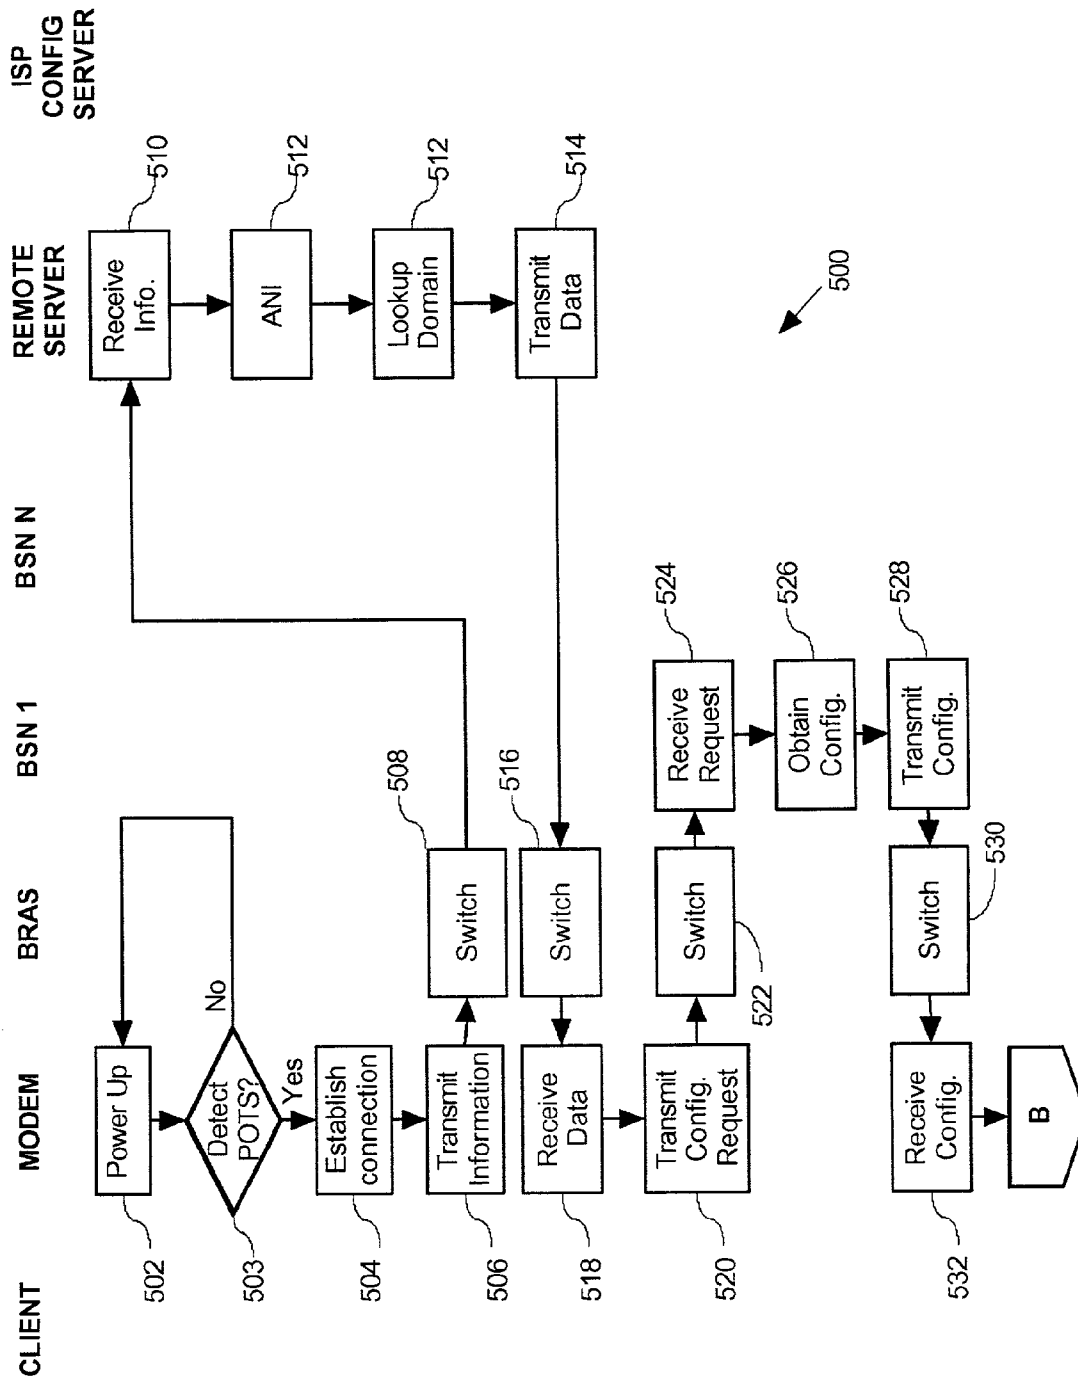 CLIENT
MODEM
BRAS
BSN 1
BSN N
REMOTE
SERVER
ISP
CONFIG
SERVER
502
Power Up
503
Detect
POTS?
No
Yes
504
Establish
connection
506
Transmit
Information
Switch
508
Receive
Info.
510
ANI
512
Lookup
Domain
512
Transmit
Data
514
Switch
516
518
Receive
Data
520
Transmit
Config.
Request
Switch
522
Receive
Request
524
Obtain
Config.
526
Transmit
Config.
528
Switch
530
532
Receive
Config.
B
500